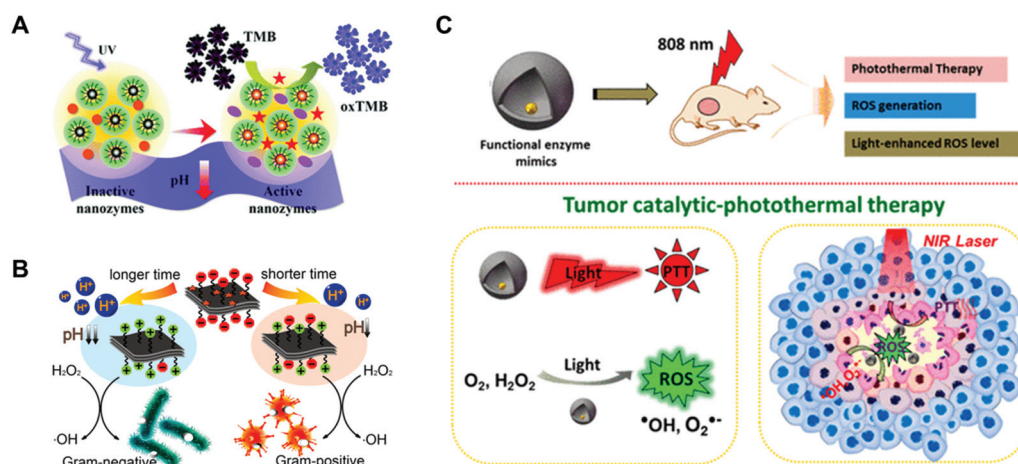 A
UV
TMB
oxTMB
Inactive
nanozymes
pH
Active
nanozymes
B
longer time
shorter time
H+
H+
H+
H+
H+
H+
pH
pH
H₂O₂
H₂O₂
·OH
·OH
Gram-negative
Gram-positive
C
808 nm
Functional enzyme
mimics
Photothermal Therapy
ROS generation
Light-enhanced ROS level
Tumor catalytic-photothermal therapy
Light
PTT
O₂, H₂O₂
Light
ROS
•OH, O₂•-
NIR Laser
PTT
ROS
•OH O₂•-